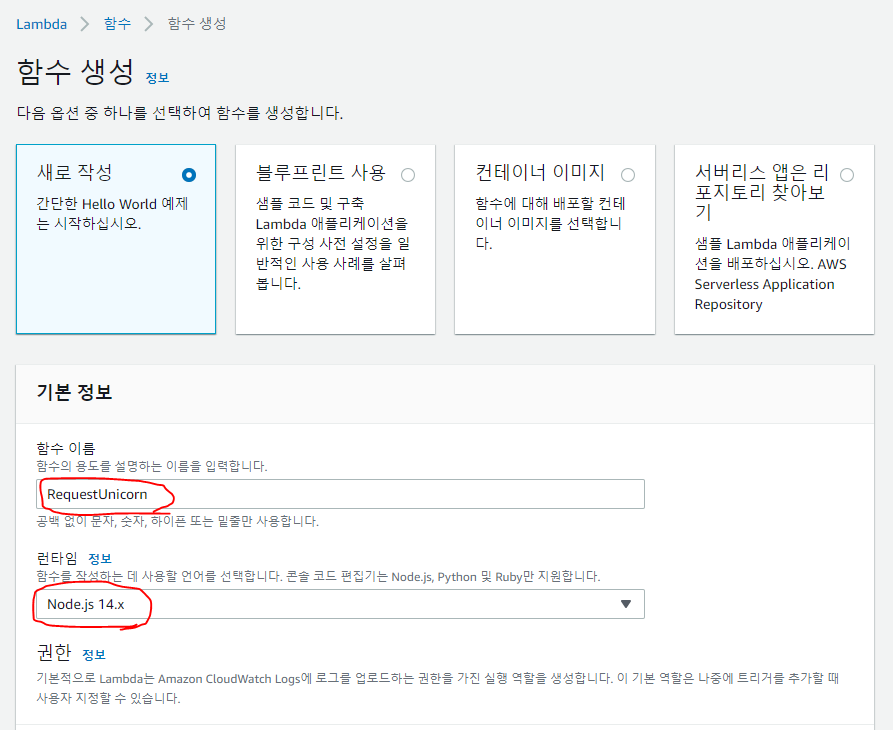 Lambda > 함수 > 함수 생성
함수 생성 정보
다음 옵션 중 하나를 선택하여 함수를 생성합니다.
새로 작성
간단한 Hello World 예제
는 시작하십시오.
블루프린트 사용
샘플 코드 및 구축
Lambda 애플리케이션을
위한 구성 사전 설정을 일
반적인 사용 사례를 살펴
봅니다.
컨테이너 이미지
함수에 대해 배포할 컨테
이너 이미지를 선택합니
다.
서버리스 앱은 리
포지토리 찾아보
기
샘플 Lambda 애플리케이
션을 배포하십시오. AWS
Serverless Application
Repository
기본 정보
함수 이름
함수의 용도를 설명하는 이름을 입력합니다.
RequestUnicorn
공백 없이 문자, 숫자, 하이픈 또는 밑줄만 사용합니다.
런타임 정보
함수를 작성하는 데 사용할 언어를 선택합니다. 콘솔 코드 편집기는 Node.js, Python 및 Ruby만 지원합니다.
Node.js 14.x
권한 정보
기본적으로 Lambda는 Amazon CloudWatch Logs에 로그를 업로드하는 권한을 가진 실행 역할을 생성합니다. 이 기본 역할은 나중에 트리거를 추가할 때
사용자 지정할 수 있습니다.